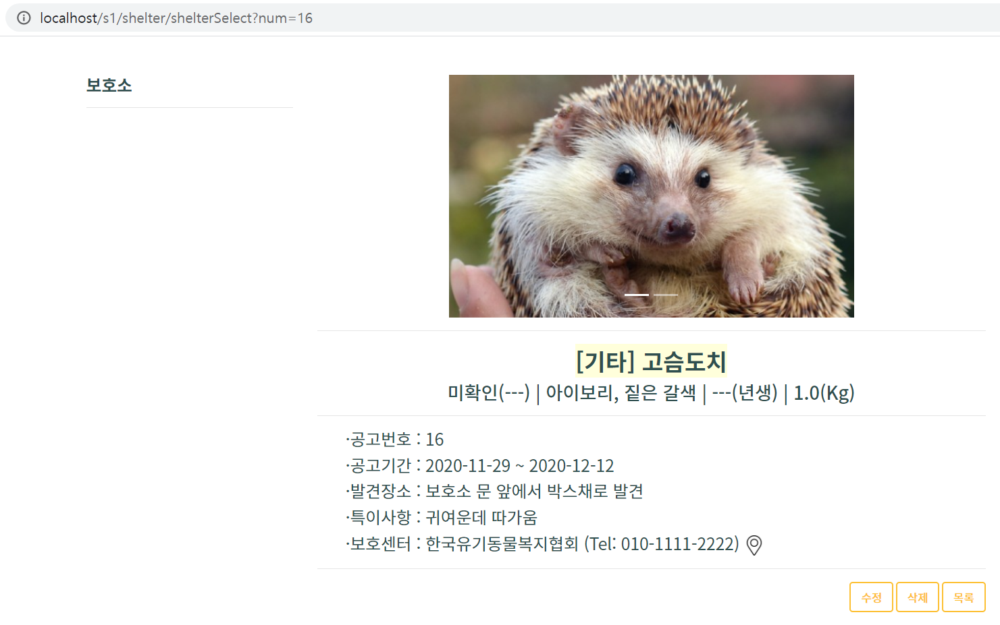 localhost/s1/shelter/shelterSelect?num=16
보호소
[기타] 고슴도치
미확인(---) | 아이보리, 짙은 갈색 | ---(년생) | 1.0(Kg)
·공고번호 : 16
·공고기간 : 2020-11-29 ~ 2020-12-12
·발견장소 : 보호소 문 앞에서 박스채로 발견
·특이사항 : 귀여운데 따가움
·보호센터 : 한국유기동물복지협회 (Tel: 010-1111-2222)
수정 삭제 목록